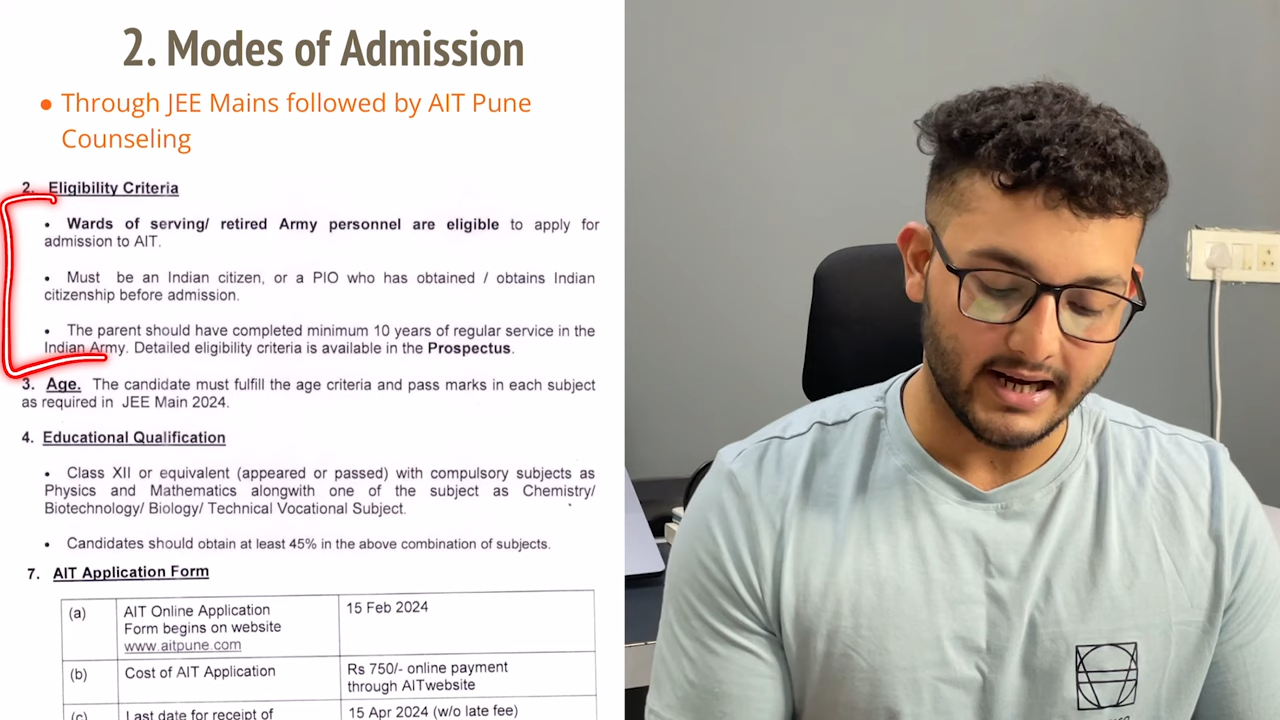 2. Modes of Admission
● Through JEE Mains followed by AIT Pune
Counseling
2. Eligibility Criteria
• Wards of serving/ retired Army personnel are eligible to apply for
admission to AIT.
• Must be an Indian citizen, or a PIO who has obtained / obtains Indian
citizenship before admission.
• The parent should have completed minimum 10 years of regular service in the
Indian Army. Detailed eligibility criteria is available in the Prospectus.
3. Age. The candidate must fulfill the age criteria and pass marks in each subject
as required in JEE Main 2024.
4. Educational Qualification
• Class XII or equivalent (appeared or passed) with compulsory subjects as
Physics and Mathematics alongwith one of the subject as Chemistry/
Biotechnology/ Biology/ Technical Vocational Subject.
• Candidates should obtain at least 45% in the above combination of subjects.
7. AIT Application Form
(a) AIT Online Application 15 Feb 2024
Form begins on website
www.aitpune.com
(b) Cost of AIT Application Rs 750/- online payment
through AITwebsite
(c) Last date for receipt of 15 Apr 2024 (w/o late fee)